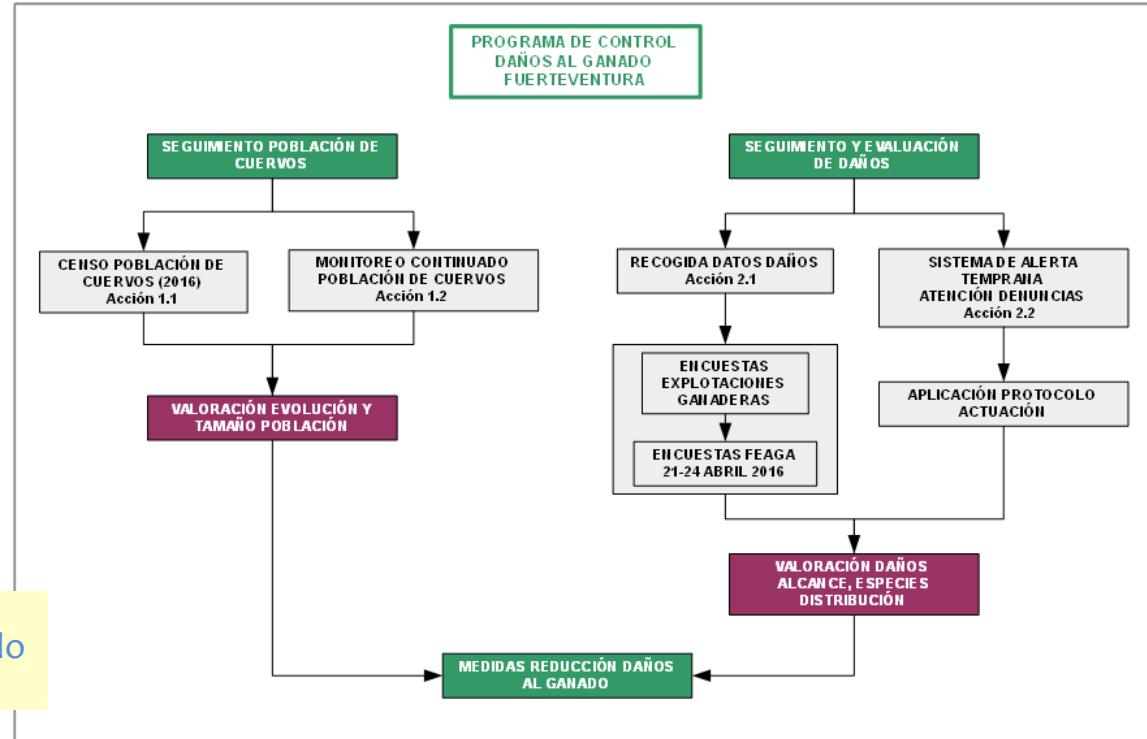 PROGRAMA DE CONTROL
DAÑOS AL GANADO
FUERTEVENTURA
SEGUIMIENTO POBLACIÓN DE
CUERVOS
SEGUIMIENTO Y EVALUACIÓN
DE DAÑOS
CENSO POBLACIÓN DE
CUERVOS (2016)
Acción 1.1
MONITOREO CONTINUADO
POBLACIÓN DE CUERVOS
Acción 1.2
RECOGIDA DATOS DAÑOS
Acción 2.1
SISTEMA DE ALERTA
TEMPRANA
ATENCIÓN DENUNCIAS
Acción 2.2
ENCUESTAS
EXPLOTACIONES
GANADERAS
ENCUESTAS FEAGA
21-24 ABRIL 2016
APLICACIÓN PROTOCOLO
ACTUACIÓN
VALORACIÓN EVOLUCIÓN Y
TAMAÑO POBLACIÓN
VALORACIÓN DAÑOS
ALCANCE, ESPECIES
DISTRIBUCIÓN
MEDIDAS REDUCCIÓN DAÑOS
AL GANADO